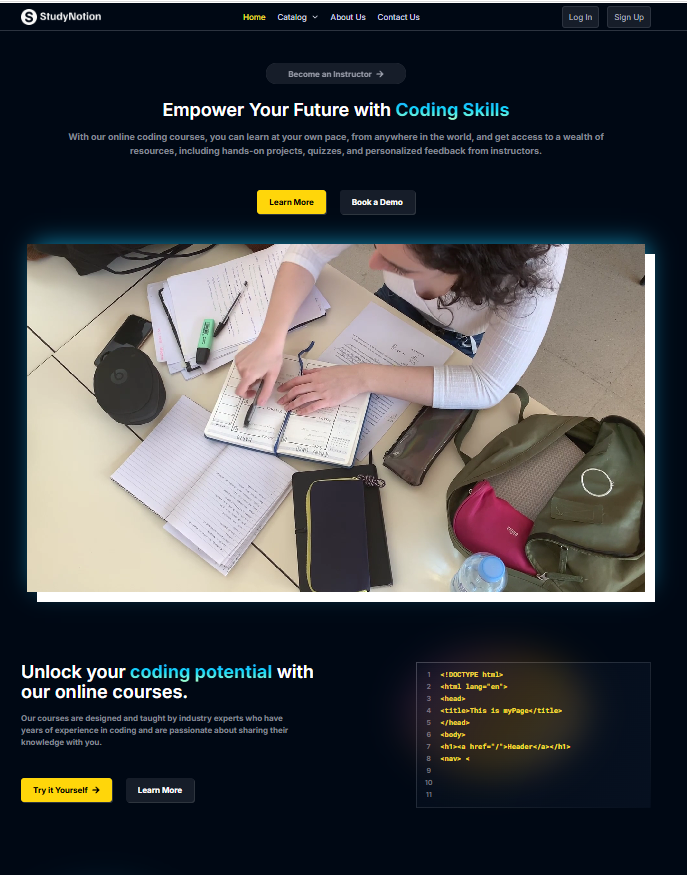 StudyNotion
Home Catalog About Us Contact Us
Log In Sign Up
Become an Instructor →
Empower Your Future with Coding Skills
With our online coding courses, you can learn at your own pace, from anywhere in the world, and get access to a wealth of
resources, including hands-on projects, quizzes, and personalized feedback from instructors.
Learn More Book a Demo
Unlock your coding potential with
our online courses.
Our courses are designed and taught by industry experts who have
years of experience in coding and are passionate about sharing their
knowledge with you.
Try it Yourself → Learn More
1 <!DOCTYPE html>
2 <html lang="en">
3 <head>
4 <title>This is myPage</title>
5 </head>
6 <body>
7 <h1><a href="/">Header</a></h1>
8 <nav> <
9
10
11